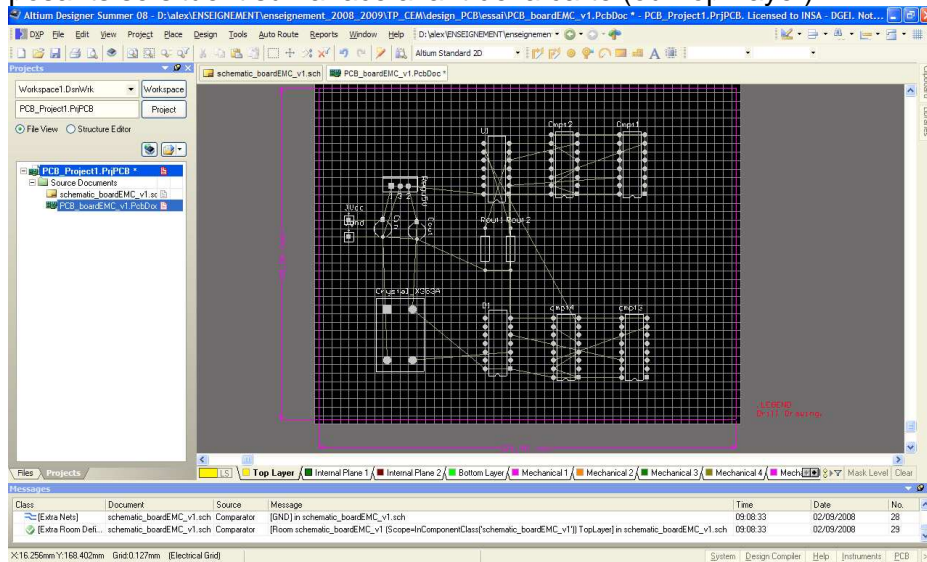 Altium Designer Summer 08 - D:\alex\ENSEIGNEMENT\enseignement_2008_2009\TP_CEM\design_PCB\essai\PCB_boardEMC_v1.PcbDoc * - PCB_Project1.PrjPCB. Licensed to INSA - DGEI. Not...
DXP File Edit View Project Place Design Tools Auto Route Reports Window Help D:\alex\ENSEIGNEMENT\enseignemen
Altium Standard 2D
Projects
schematic_boardEMC_v1.sch PCB_boardEMC_v1.PcbDoc *
Workspace1.DsnWrk Workspace
PCB_Project1.PrjPCB Project
File View Structure Editor
PCB_Project1.PrjPCB *
Source Documents
schematic_boardEMC_v1.sc
PCB_boardEMC_v1.PcbDoc
U1 Cmpt2 Cmpt1
JVdc
Cin Cout
Rout1 Rout2
D1 cmpt4 cmpt3
.LEGEND
Drill Drawing
Files Projects
LS Top Layer Internal Plane 1 Internal Plane 2 Bottom Layer Mechanical 1 Mechanical 2 Mechanical 3 Mechanical 4 Mech Mask Level Clear
Messages
Class Document Source Message Time Date No.
[Extra Nets] schematic_boardEMC_v1.sch Comparator [GND] in schematic_boardEMC_v1.sch 09:08:33 02/09/2008 28
[Extra Room Defi... schematic_boardEMC_v1.sch Comparator [Room schematic_boardEMC_v1 (Scope=InComponentClass('schematic_boardEMC_v1')) TopLayer] in schematic_boardEMC_v1.sch 09:08:33 02/09/2008 29
X:16.256mm Y:168.402mm Grid:0.127mm (Electrical Grid) System Design Compiler Help Instruments PCB